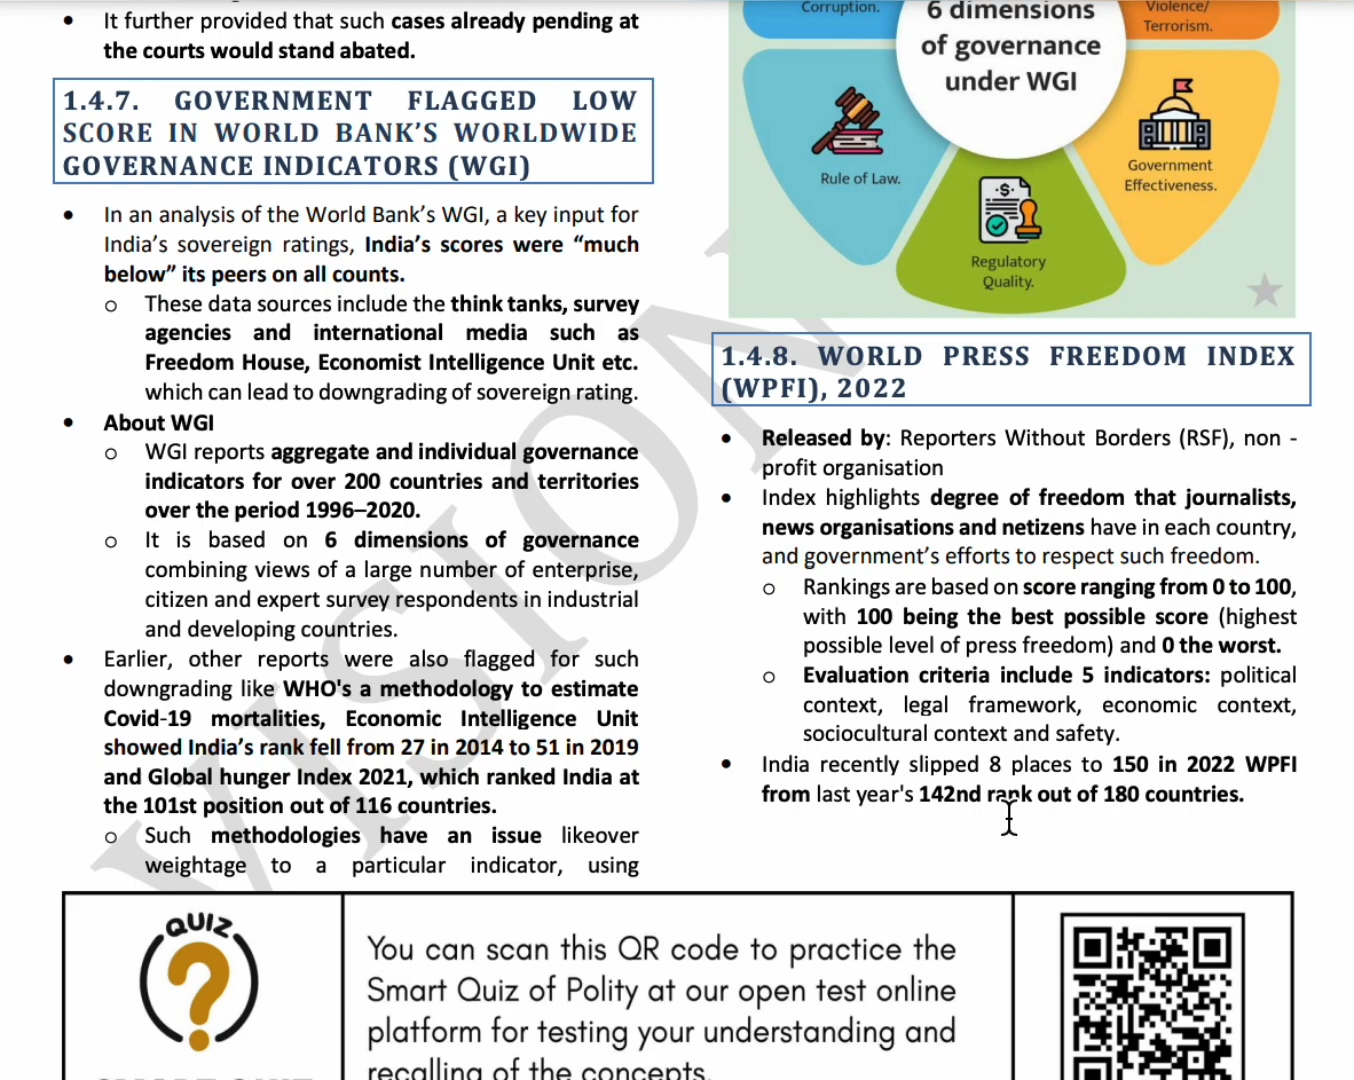 It further provided that such cases already pending at
the courts would stand abated.
1.4.7. GOVERNMENT FLAGGED LOW
SCORE IN WORLD BANK’S WORLDWIDE
GOVERNANCE INDICATORS (WGI)
• In an analysis of the World Bank’s WGI, a key input for
India’s sovereign ratings, India’s scores were “much
below” its peers on all counts.
o These data sources include the think tanks, survey
agencies and international media such as
Freedom House, Economist Intelligence Unit etc.
which can lead to downgrading of sovereign rating.
• About WGI
o WGI reports aggregate and individual governance
indicators for over 200 countries and territories
over the period 1996–2020.
o It is based on 6 dimensions of governance
combining views of a large number of enterprise,
citizen and expert survey respondents in industrial
and developing countries.
• Earlier, other reports were also flagged for such
downgrading like WHO's a methodology to estimate
Covid-19 mortalities, Economic Intelligence Unit
showed India’s rank fell from 27 in 2014 to 51 in 2019
and Global hunger Index 2021, which ranked India at
the 101st position out of 116 countries.
o Such methodologies have an issue likeover
weightage to a particular indicator, using
Corruption.
6 dimensions
of governance
under WGI
Violence/
Terrorism.
Rule of Law.
Government
Effectiveness.
Regulatory
Quality.
1.4.8. WORLD PRESS FREEDOM INDEX
(WPFI), 2022
• Released by: Reporters Without Borders (RSF), non -
profit organisation
• Index highlights degree of freedom that journalists,
news organisations and netizens have in each country,
and government’s efforts to respect such freedom.
o Rankings are based on score ranging from 0 to 100,
with 100 being the best possible score (highest
possible level of press freedom) and 0 the worst.
o Evaluation criteria include 5 indicators: political
context, legal framework, economic context,
sociocultural context and safety.
• India recently slipped 8 places to 150 in 2022 WPFI
from last year's 142nd rank out of 180 countries.
VISION
QUIZ
You can scan this QR code to practice the
Smart Quiz of Polity at our open test online
platform for testing your understanding and
recalling of the concepts.